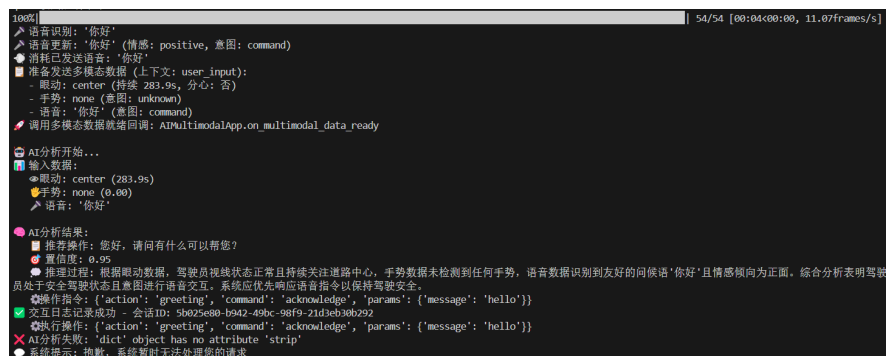 100%| | 54/54 [00:04<00:00, 11.07frames/s]
🎤 语音识别: '你好'
🎤 语音更新: '你好' (情感: positive, 意图: command)
🗣️ 消耗已发送语音: '你好'
📋 准备发送多模态数据 (上下文: user_input):
- 眼动: center (持续 283.9s, 分心: 否)
- 手势: none (意图: unknown)
- 语音: '你好' (意图: command)
🚀 调用多模态数据就绪回调: AIMultimodalApp.on_multimodal_data_ready
🤖 AI分析开始...
📊 输入数据:
👁️眼动: center (283.9s)
🖐️手势: none (0.00)
🎤 语音: '你好'
🧠 AI分析结果:
📋 推荐操作: 您好，请问有什么可以帮您？
🎯 置信度: 0.95
💭 推理过程: 根据眼动数据，驾驶员视线状态正常且持续关注道路中心，手势数据未检测到任何手势，语音数据识别到友好的问候语'你好'且情感倾向为正面。综合分析表明驾驶
员处于安全驾驶状态且意图进行语音交互。系统应优先响应语音指令以保持驾驶安全。
⚙️操作指令: {'action': 'greeting', 'command': 'acknowledge', 'params': {'message': 'hello'}}
✅ 交互日志记录成功 - 会话ID: 5b025e80-b942-49bc-98f9-21d3eb30b292
⚙️执行操作: {'action': 'greeting', 'command': 'acknowledge', 'params': {'message': 'hello'}}
❌ AI分析失败: 'dict' object has no attribute 'strip'
💬 系统提示: 抱歉，系统暂时无法处理您的请求